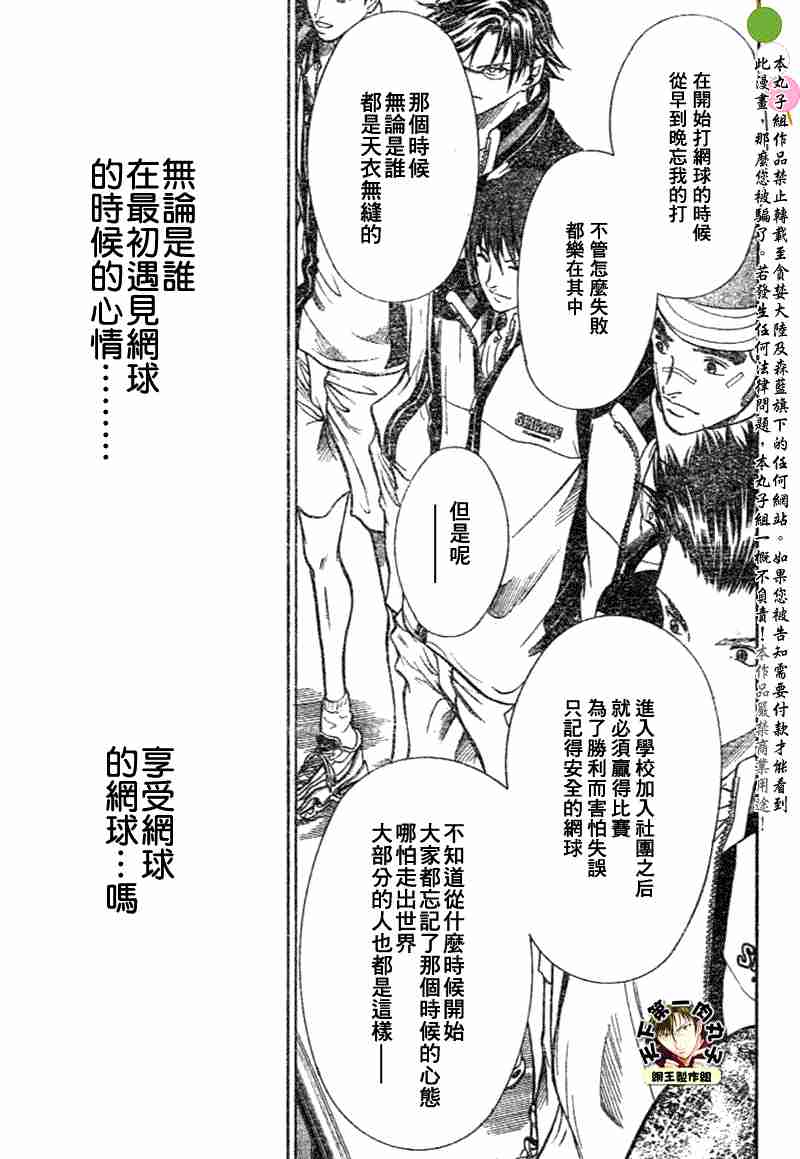 在開始打網球的時候
從早到晚忘我的打
不管怎麼失敗
都樂在其中
那個時候
無論是誰
都是天衣無縫的
但是呢
——
進入學校加入社團之后
就必須贏得比賽
為了勝利而害怕失誤
只記得安全的網球
不知道從什麼時候開始
大家都忘記了那個時候的心態
哪怕走出世界
大部分的人也都是這樣——
無論是誰
在最初遇見網球
的時候的心情………
享受網球
的網球…嗎
本丸子組作品禁止轉載至貪婪大陸及森藍旗下的任何網站。如果您被告知需要付款才能看到
此漫畫，那麼您被騙了。若發生任何法律問題，本丸子組一概不負責！本作品嚴禁商業用途！
天下第一肉丸子
網王製作組